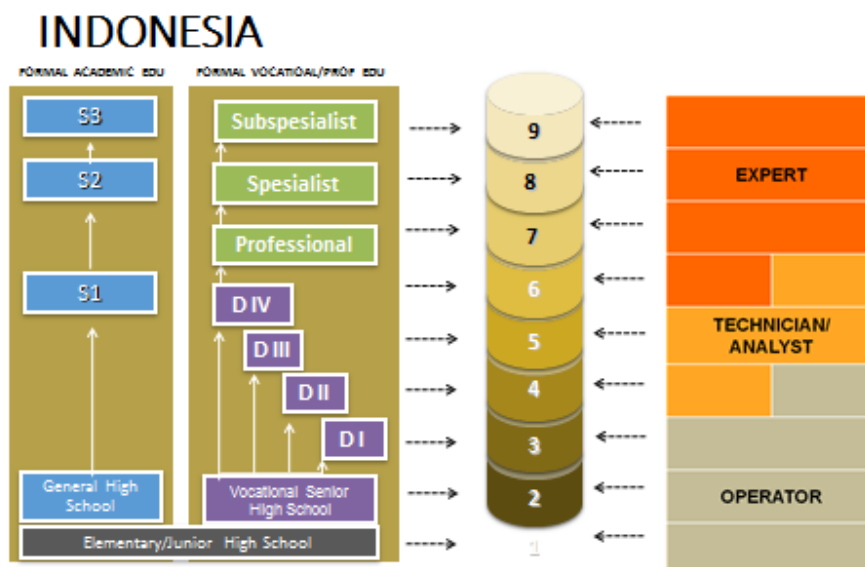 INDONESIA
FORMAL ACADEMIC EDU
FORMAL VOCATIOAL/PROF EDU
S3
Subspesialist
9
S2
Spesialist
8
EXPERT
Professional
7
S1
D IV
6
D III
5
TECHNICIAN/
ANALYST
D II
4
D I
3
General High
School
Vocational Senior
High School
2
OPERATOR
Elementary/Junior High School
1